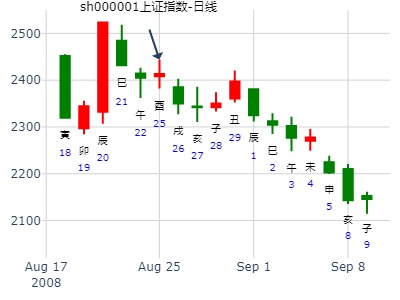 sh000001上证指数-日线
2500
2400
2300
2200
2100
寅
18
卯
19
辰
20
巳
21
午
22
酉
25
戌
26
亥
27
子
28
丑
29
辰
1
巳
2
午
3
未
4
申
5
亥
8
子
9
Aug 17
2008
Aug 25
Sep 1
Sep 8